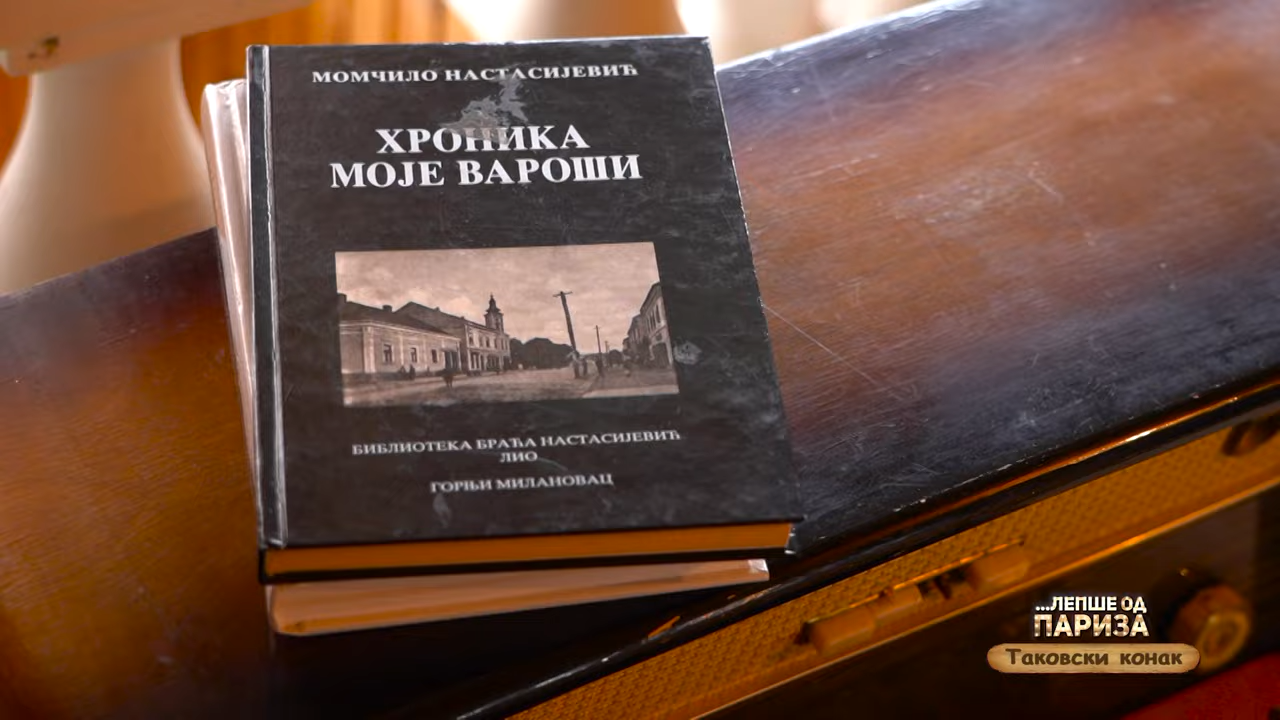 МОМЧИЛО НАСТАСИЈЕВИЋ
ХРОНИКА
МОЈЕ ВАРОШИ
БИБЛИОТЕКА БРАЋА НАСТАСИЈЕВИЋ
ЛИО
ГОРЊИ МИЛАНОВАЦ
...ЛЕПШЕ ОД
ПАРИЗА
Таковски конак